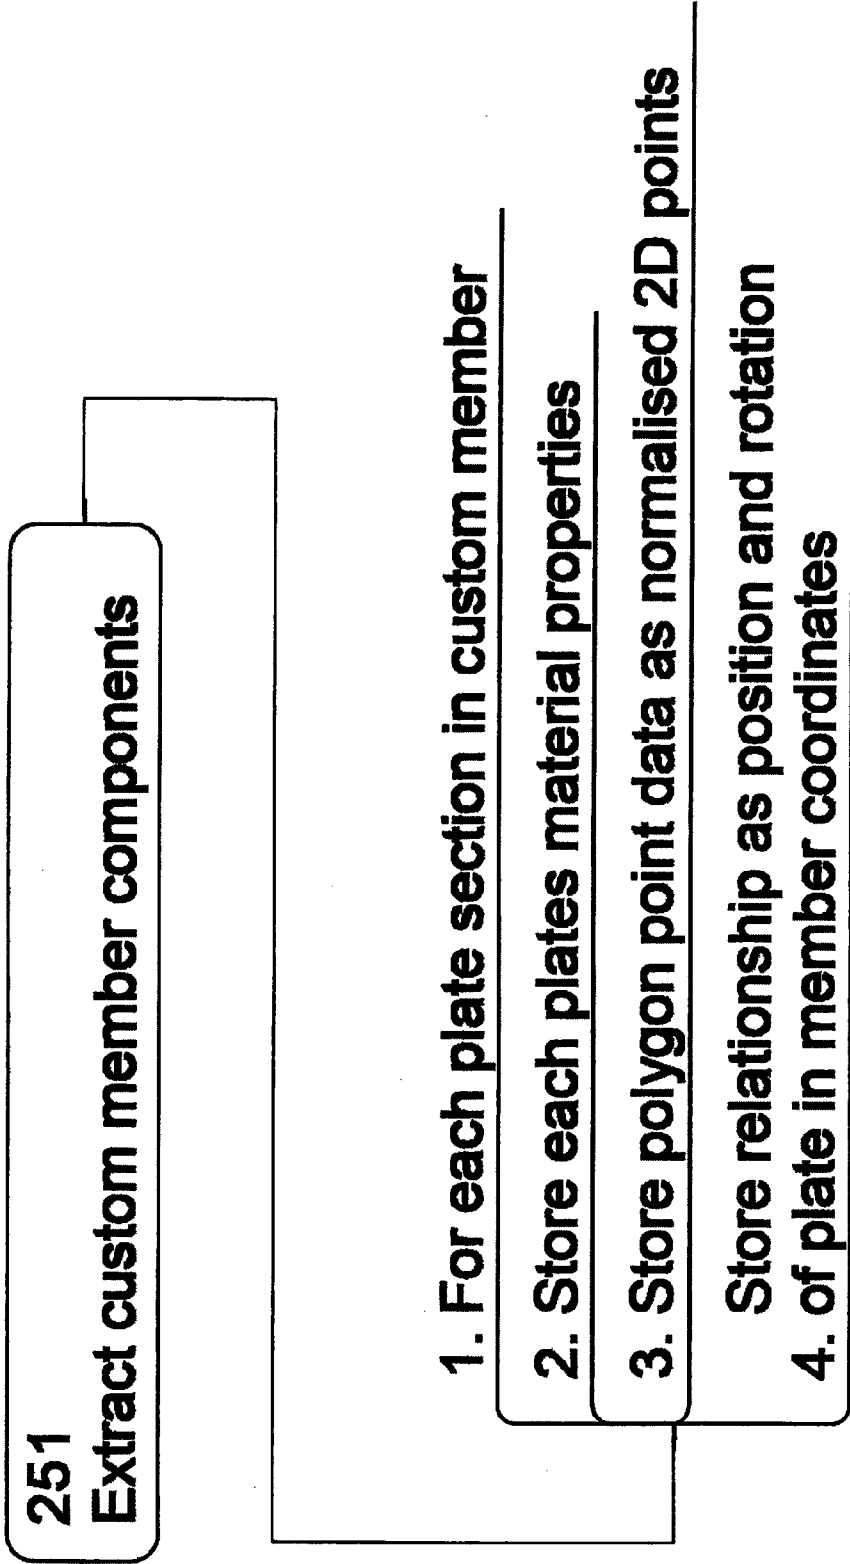 251
Extract custom member components
1. For each plate section in custom member
2. Store each plates material properties
3. Store polygon point data as normalised 2D points
Store relationship as position and rotation
4. of plate in member coordinates